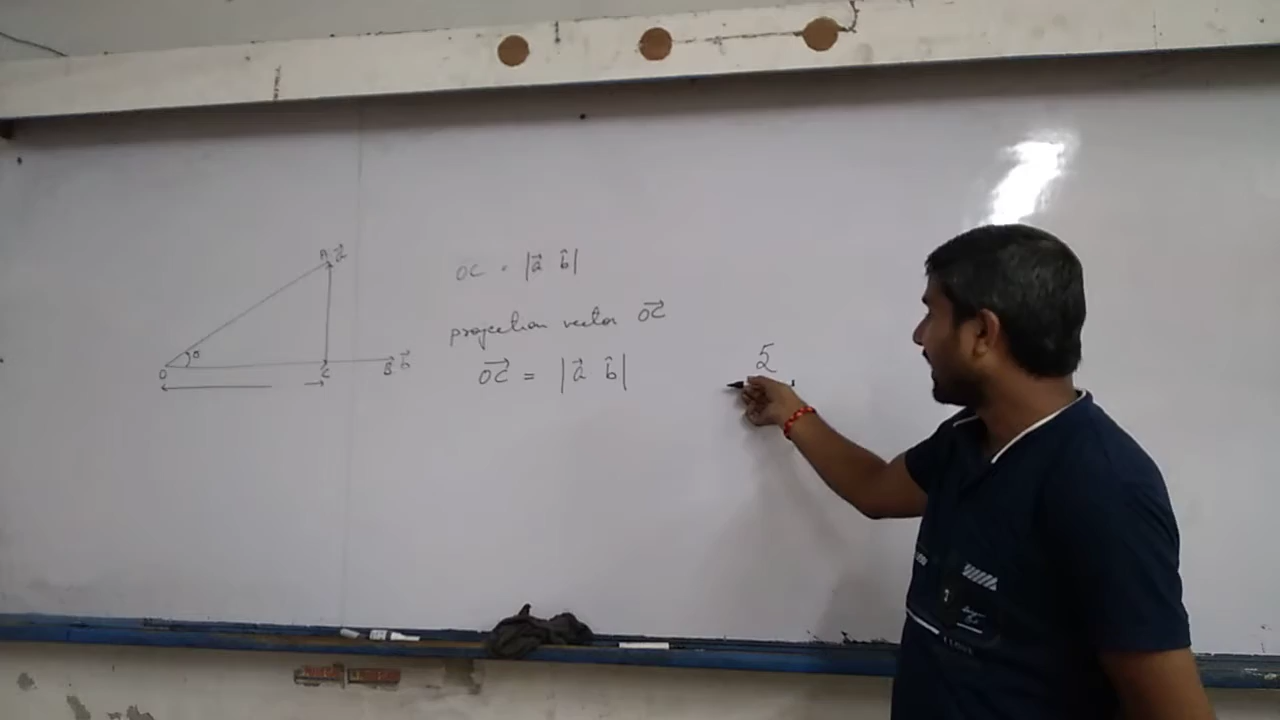 A a⃗
θ
O C B b⃗
OC = |a⃗ b̂|
projection vector OC⃗
OC⃗ = |a⃗ b̂|
5